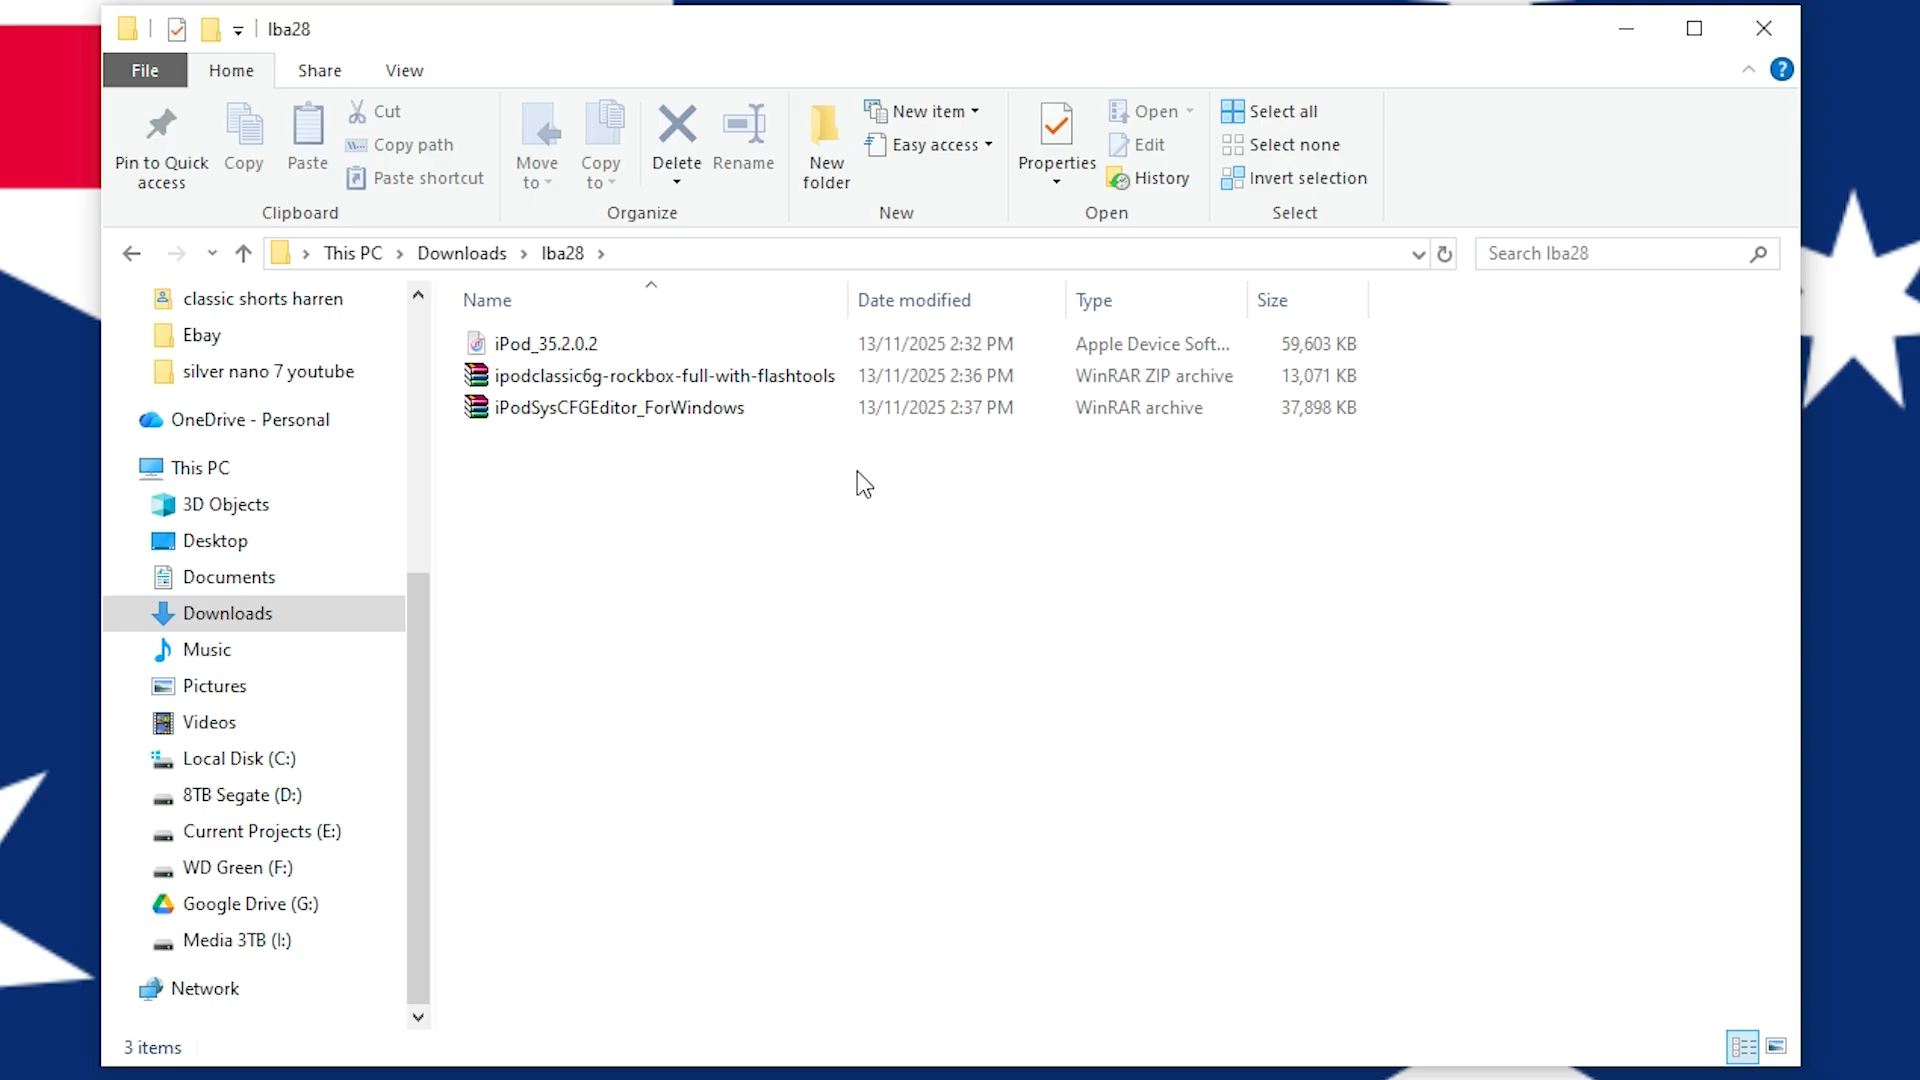 lba28
File Home Share View
Pin to Quick access
Copy
Paste
Cut
Copy path
Paste shortcut
Clipboard
Move to
Copy to
Delete
Rename
Organize
New folder
New item
Easy access
New
Properties
Open
Edit
History
Open
Select all
Select none
Invert selection
Select
This PC > Downloads > lba28 >
Search lba28
classic shorts harren
Ebay
silver nano 7 youtube
OneDrive - Personal
This PC
3D Objects
Desktop
Documents
Downloads
Music
Pictures
Videos
Local Disk (C:)
8TB Segate (D:)
Current Projects (E:)
WD Green (F:)
Google Drive (G:)
Media 3TB (I:)
Network
Name Date modified Type Size
iPod_35.2.0.2 13/11/2025 2:32 PM Apple Device Soft... 59,603 KB
ipodclassic6g-rockbox-full-with-flashtools 13/11/2025 2:36 PM WinRAR ZIP archive 13,071 KB
iPodSysCFGEditor_ForWindows 13/11/2025 2:37 PM WinRAR archive 37,898 KB
3 items